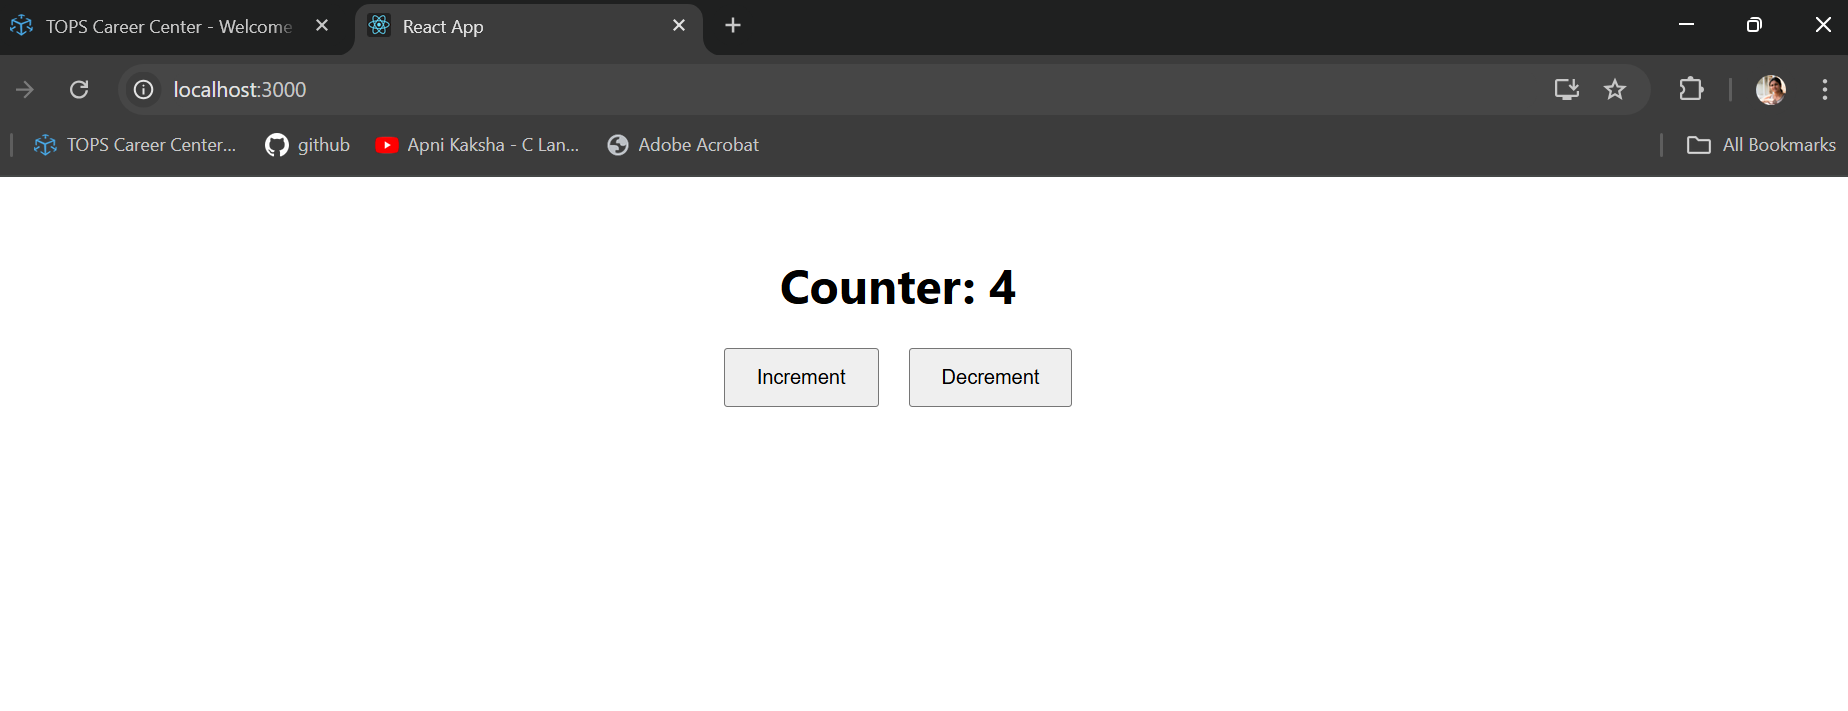 TOPS Career Center - Welcome
React App
localhost:3000
TOPS Career Center...
github
Apni Kaksha - C Lan...
Adobe Acrobat
All Bookmarks
Counter: 4
Increment
Decrement